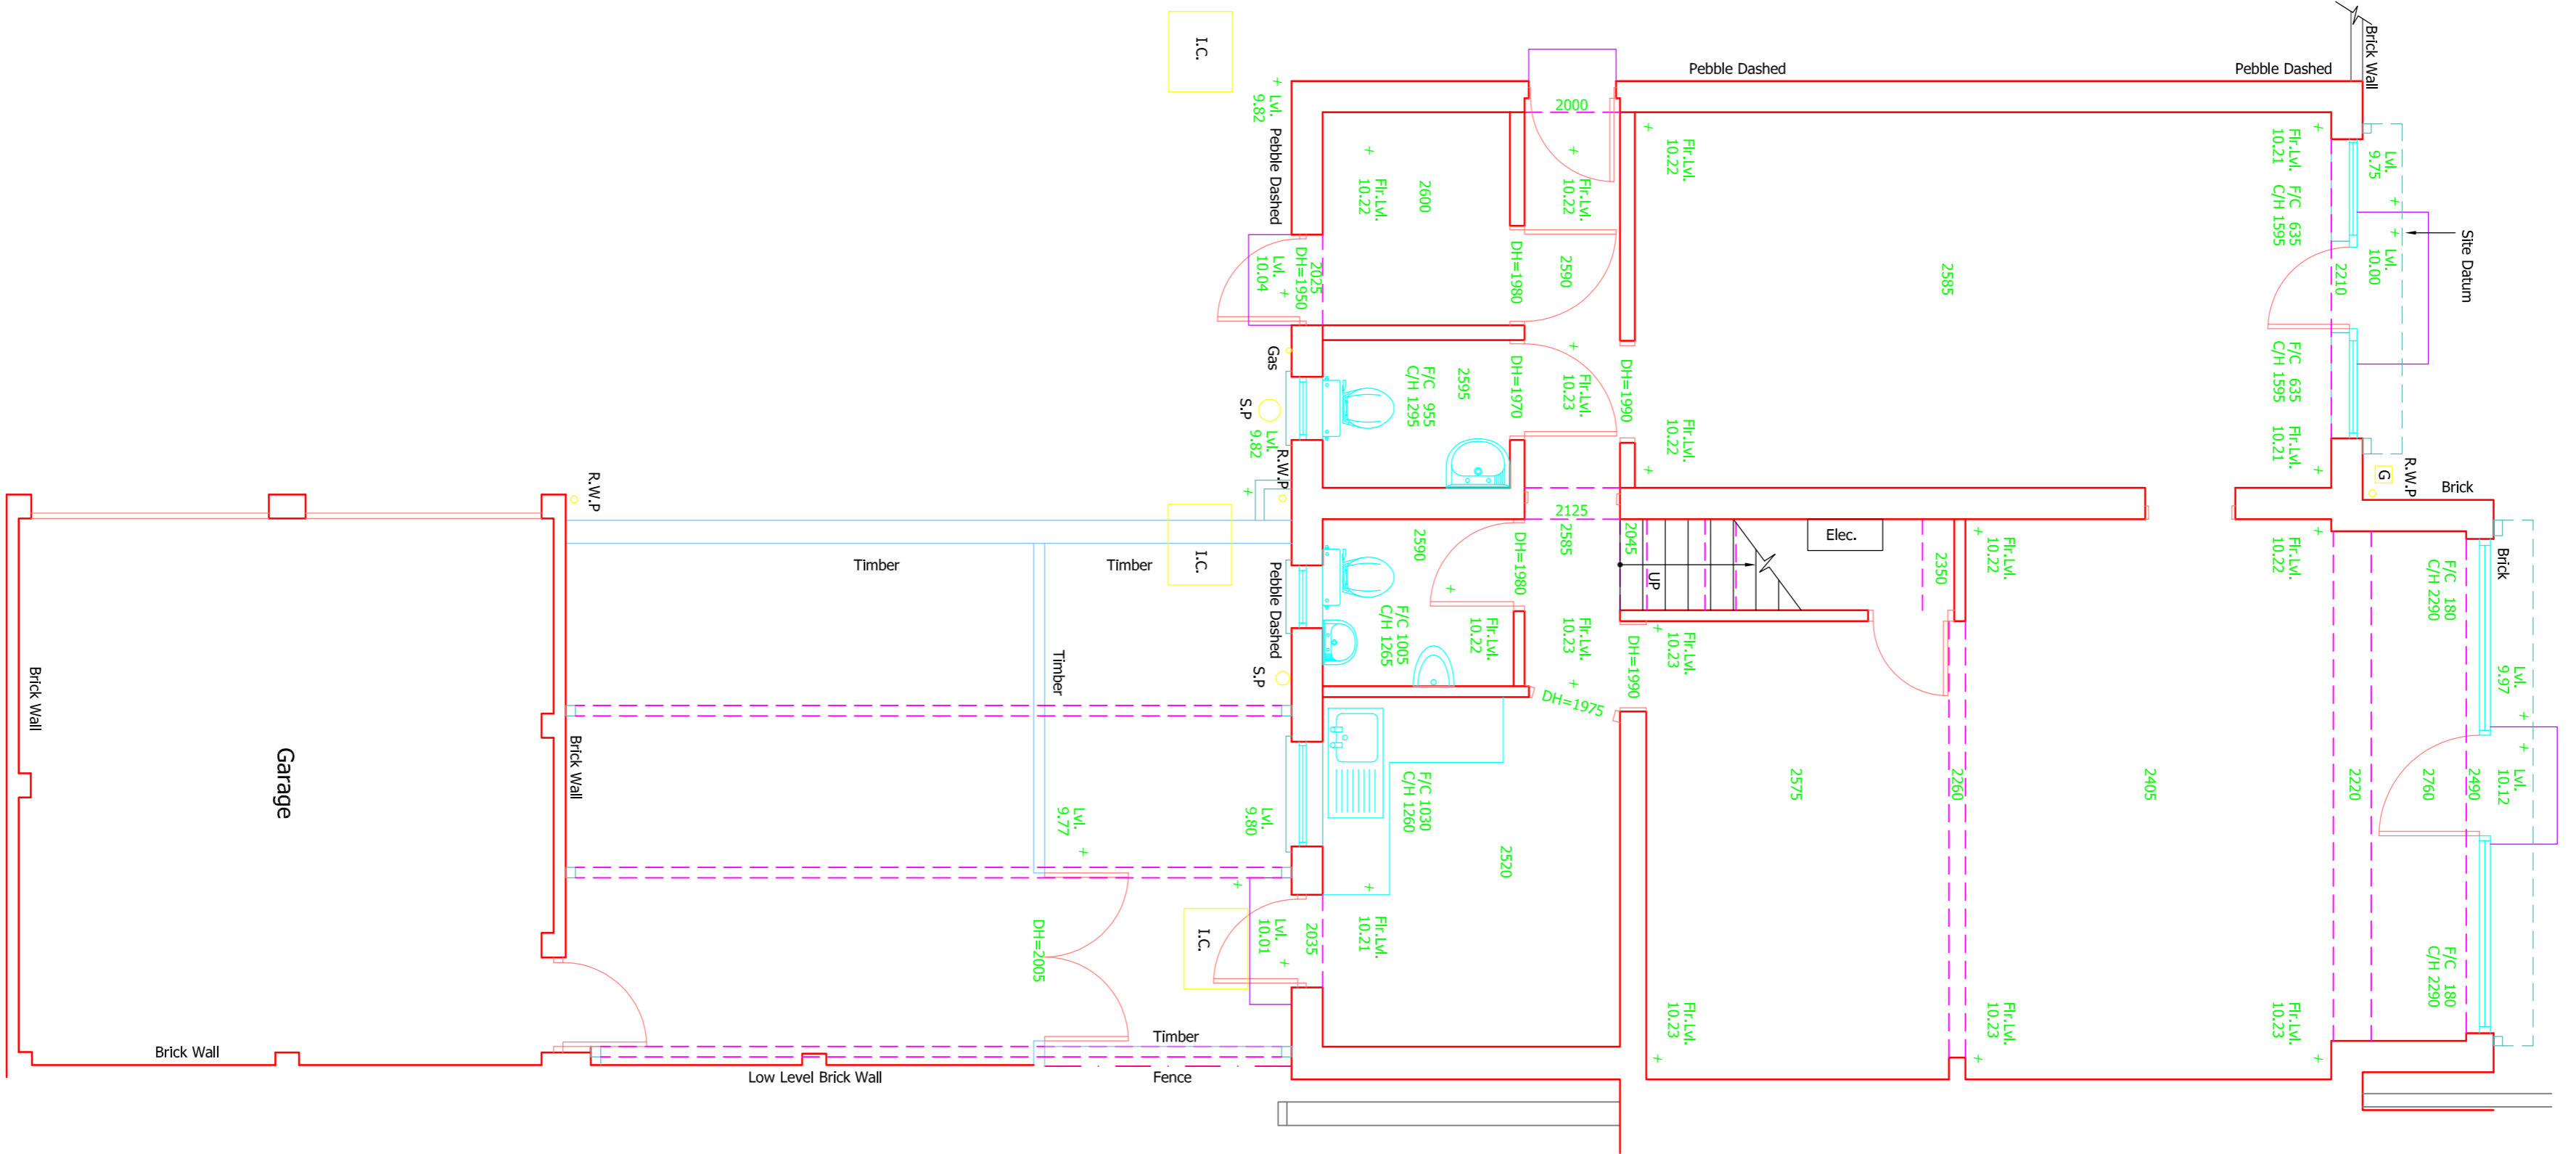 I.C.
Lvl.
9.82
Pebble Dashed
Pebble Dashed
Pebble Dashed
Brick Wall
2000
Flr.Lvl.
10.22
2600
Flr.Lvl.
10.22
Flr.Lvl.
10.22
Flr.Lvl.
10.21
F/C 635
C/H 1595
Lvl.
9.75
Lvl.
10.00
Site Datum
2210
2585
2590
DH=1980
2025
DH=1950
Lvl.
10.04
Gas
S.P
Lvl.
9.82
R.W.P
F/C 955
C/H 1295
2595
DH=1970
Flr.Lvl.
10.23
DH=1990
Flr.Lvl.
10.22
F/C 635
C/H 1595
Flr.Lvl.
10.21
G
R.W.P
Brick
R.W.P
Timber
Timber
I.C.
Pebble Dashed
2590
DH=1980
2125
2585
2045
UP
Elec.
2350
Flr.Lvl.
10.22
Flr.Lvl.
10.22
F/C 180
C/H 2290
Brick
F/C 1005
C/H 1265
Flr.Lvl.
10.22
Flr.Lvl.
10.23
DH=1990
Flr.Lvl.
10.23
Lvl.
9.97
S.P
Timber
DH=1975
Brick Wall
Garage
Brick Wall
Lvl.
9.77
Lvl.
9.80
F/C 1030
C/H 1260
2520
2575
2260
2405
2220
2760
2490
Lvl.
10.12
DH=2005
I.C.
Lvl.
10.01
2035
Flr.Lvl.
10.21
Flr.Lvl.
10.23
Flr.Lvl.
10.23
Flr.Lvl.
10.23
F/C 180
C/H 2290
Brick Wall
Timber
Low Level Brick Wall
Fence